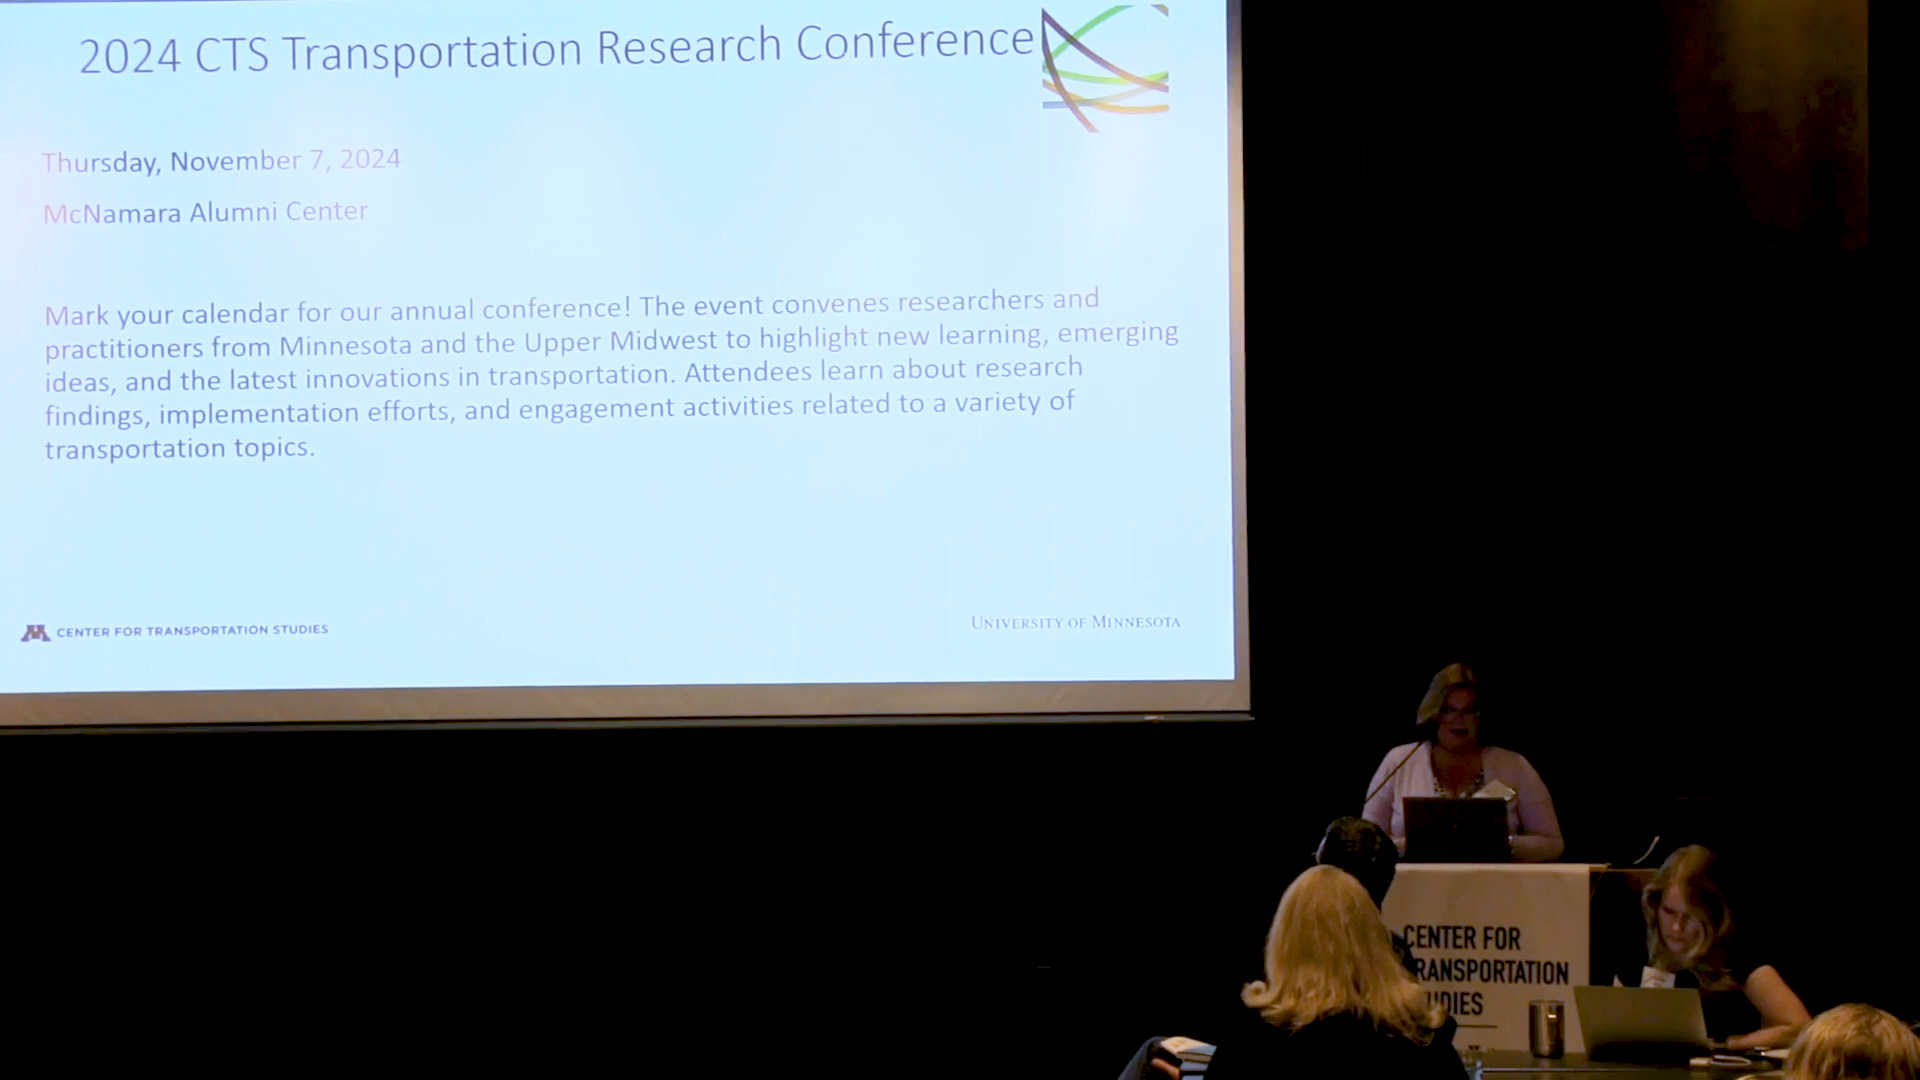 2024 CTS Transportation Research Conference
Thursday, November 7, 2024
McNamara Alumni Center
Mark your calendar for our annual conference! The event convenes researchers and
practitioners from Minnesota and the Upper Midwest to highlight new learning, emerging
ideas, and the latest innovations in transportation. Attendees learn about research
findings, implementation efforts, and engagement activities related to a variety of
transportation topics.
CENTER FOR TRANSPORTATION STUDIES
UNIVERSITY OF MINNESOTA
CENTER FOR
RANSPORTATION
UDIES